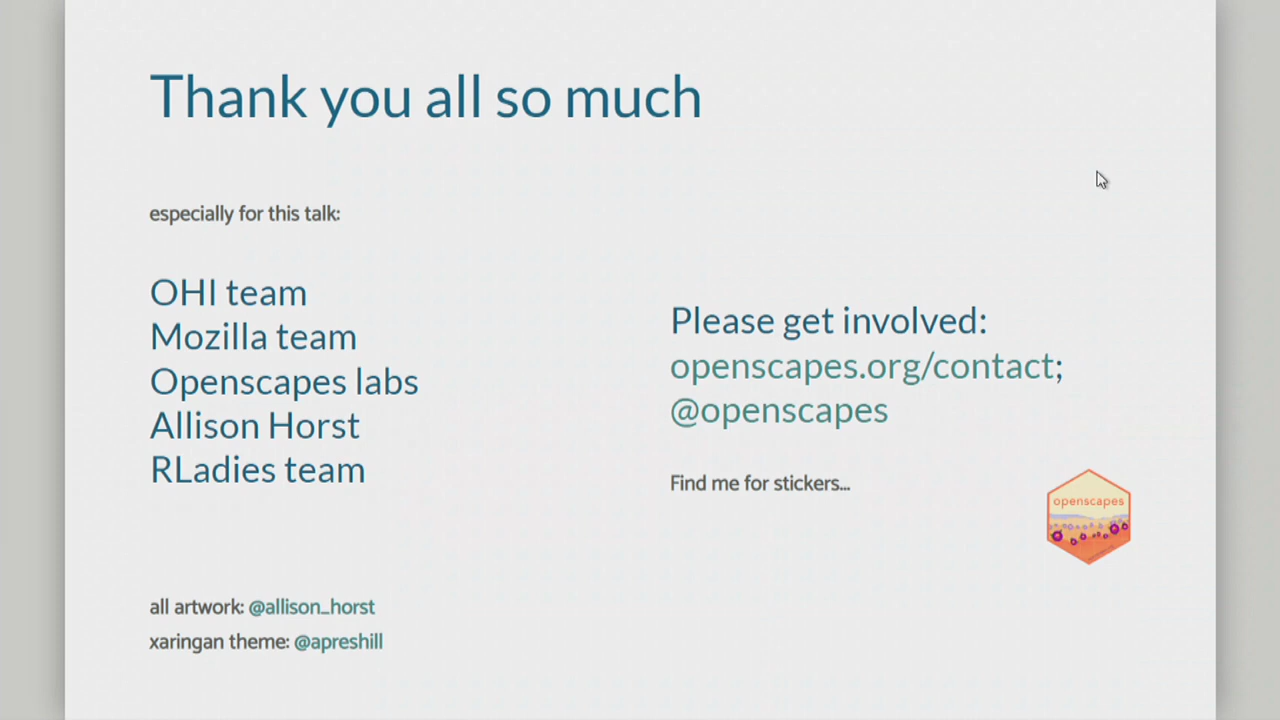 Thank you all so much
especially for this talk:
OHI team
Mozilla team
Openscapes labs
Allison Horst
RLadies team
Please get involved:
openscapes.org/contact;
@openscapes
Find me for stickers...
openscapes
all artwork: @allison_horst
xaringan theme: @apreshill